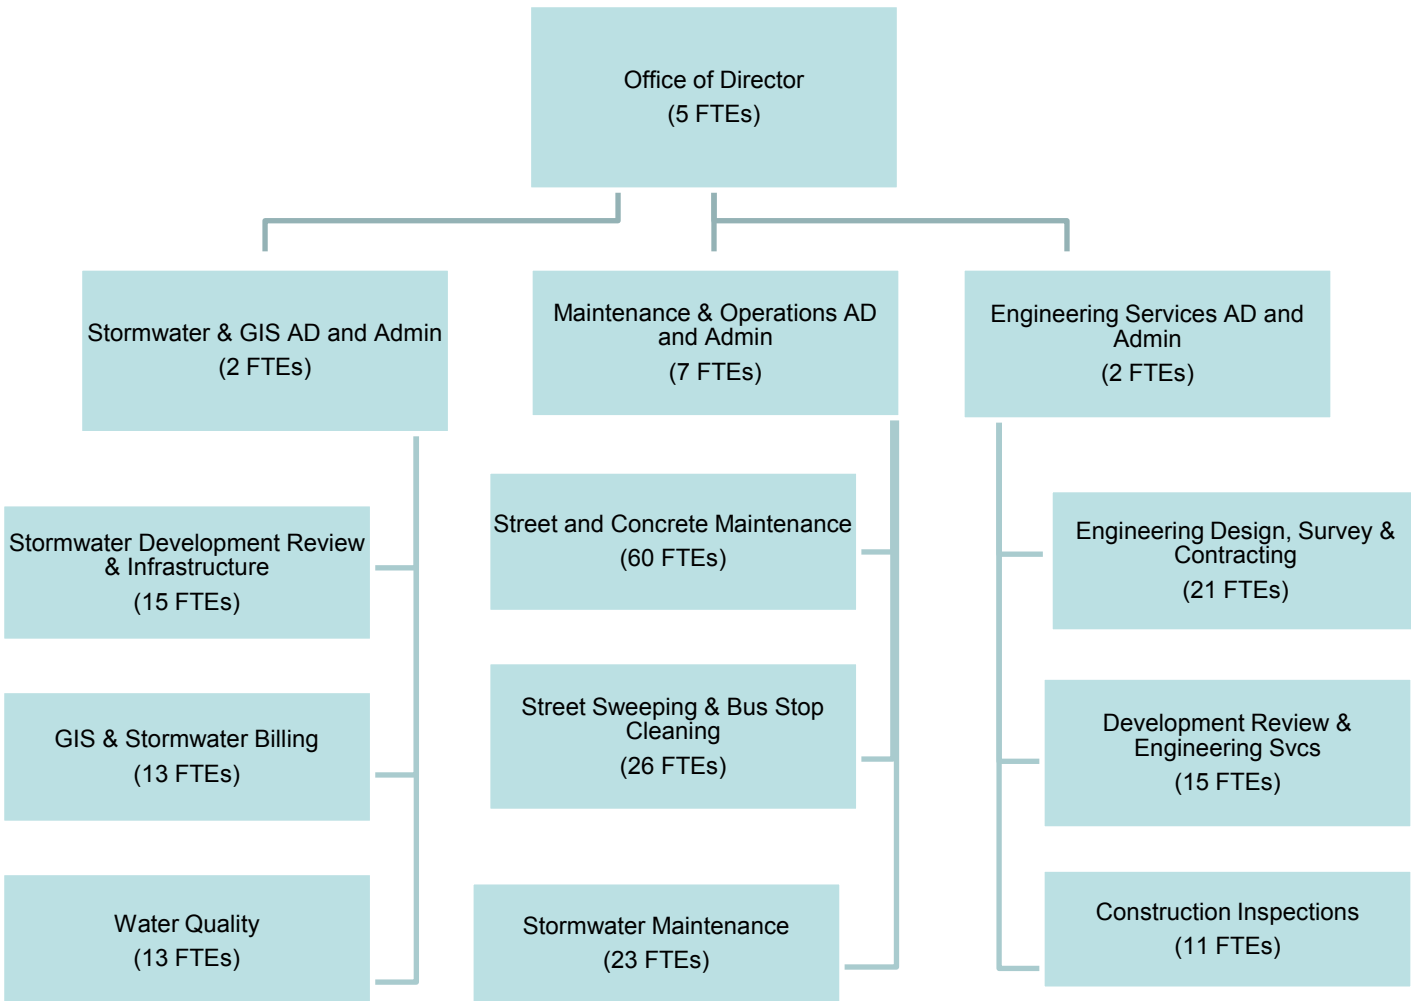 Office of Director
(5 FTEs)
Stormwater & GIS AD and Admin
(2 FTEs)
Maintenance & Operations AD
and Admin
(7 FTEs)
Engineering Services AD and
Admin
(2 FTEs)
Stormwater Development Review
& Infrastructure
(15 FTEs)
GIS & Stormwater Billing
(13 FTEs)
Water Quality
(13 FTEs)
Street and Concrete Maintenance
(60 FTEs)
Street Sweeping & Bus Stop
Cleaning
(26 FTEs)
Stormwater Maintenance
(23 FTEs)
Engineering Design, Survey &
Contracting
(21 FTEs)
Development Review &
Engineering Svcs
(15 FTEs)
Construction Inspections
(11 FTEs)